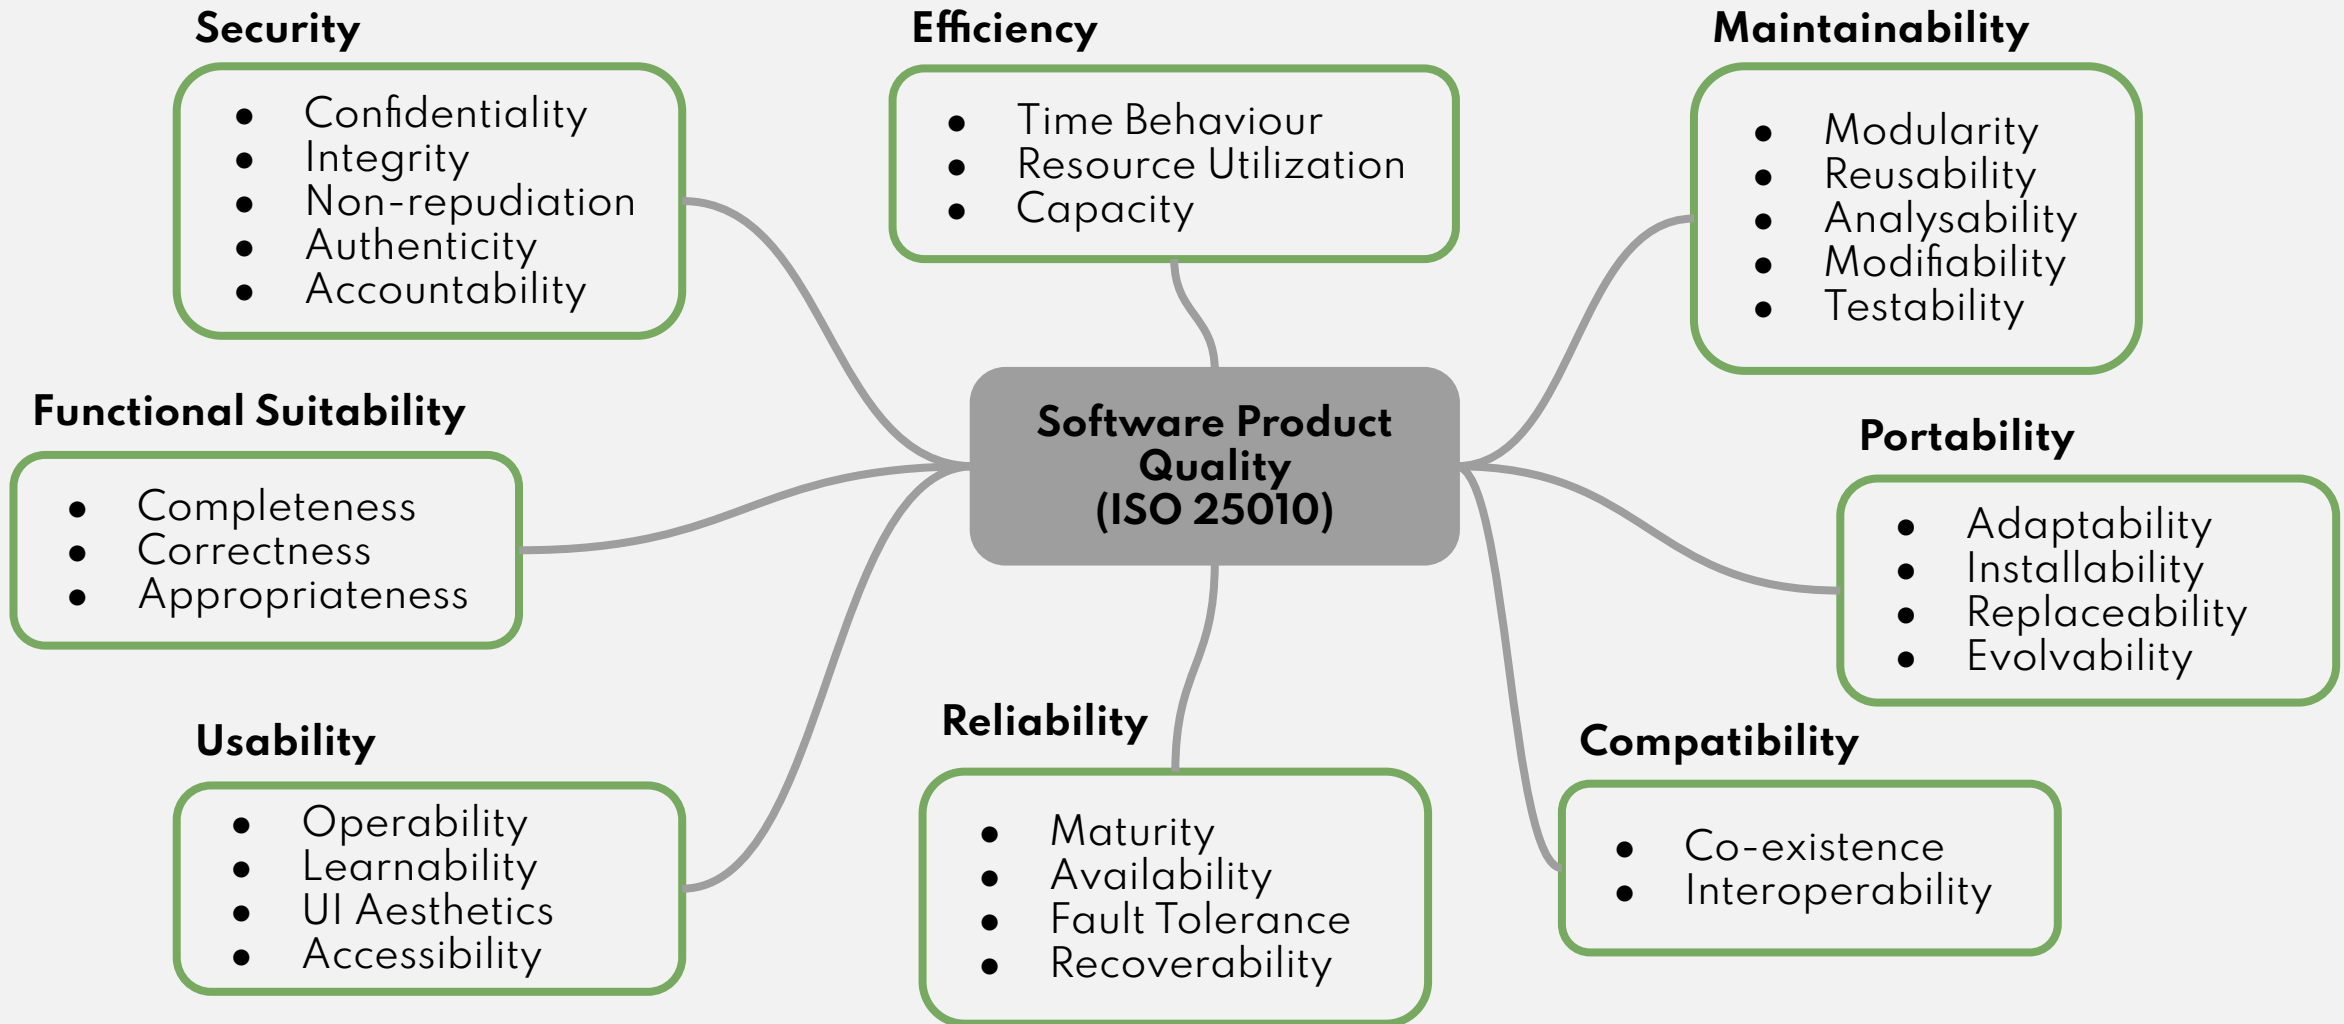 Security
• Confidentiality
• Integrity
• Non-repudiation
• Authenticity
• Accountability
Efficiency
• Time Behaviour
• Resource Utilization
• Capacity
Maintainability
• Modularity
• Reusability
• Analysability
• Modifiability
• Testability
Functional Suitability
• Completeness
• Correctness
• Appropriateness
Software Product
Quality
(ISO 25010)
Portability
• Adaptability
• Installability
• Replaceability
• Evolvability
Usability
• Operability
• Learnability
• UI Aesthetics
• Accessibility
Reliability
• Maturity
• Availability
• Fault Tolerance
• Recoverability
Compatibility
• Co-existence
• Interoperability